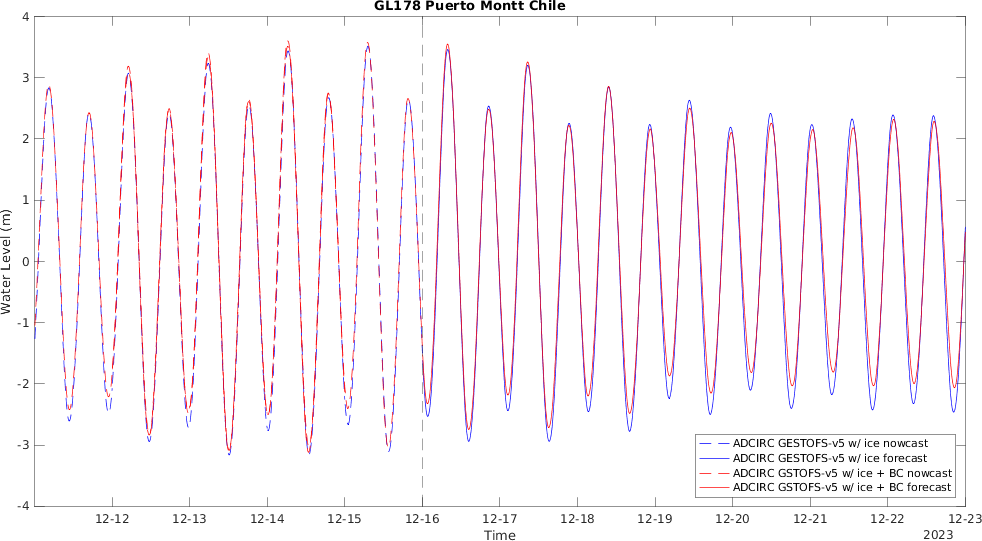 GL178 Puerto Montt Chile
4
3
2
1
0
-1
-2
-3
-4
Water Level (m)
ADCIRC GESTOFS-v5 w/ ice nowcast
ADCIRC GESTOFS-v5 w/ ice forecast
ADCIRC GSTOFS-v5 w/ ice + BC nowcast
ADCIRC GSTOFS-v5 w/ ice + BC forecast
12-12 12-13 12-14 12-15 12-16 12-17 12-18 12-19 12-20 12-21 12-22 12-23
Time
2023